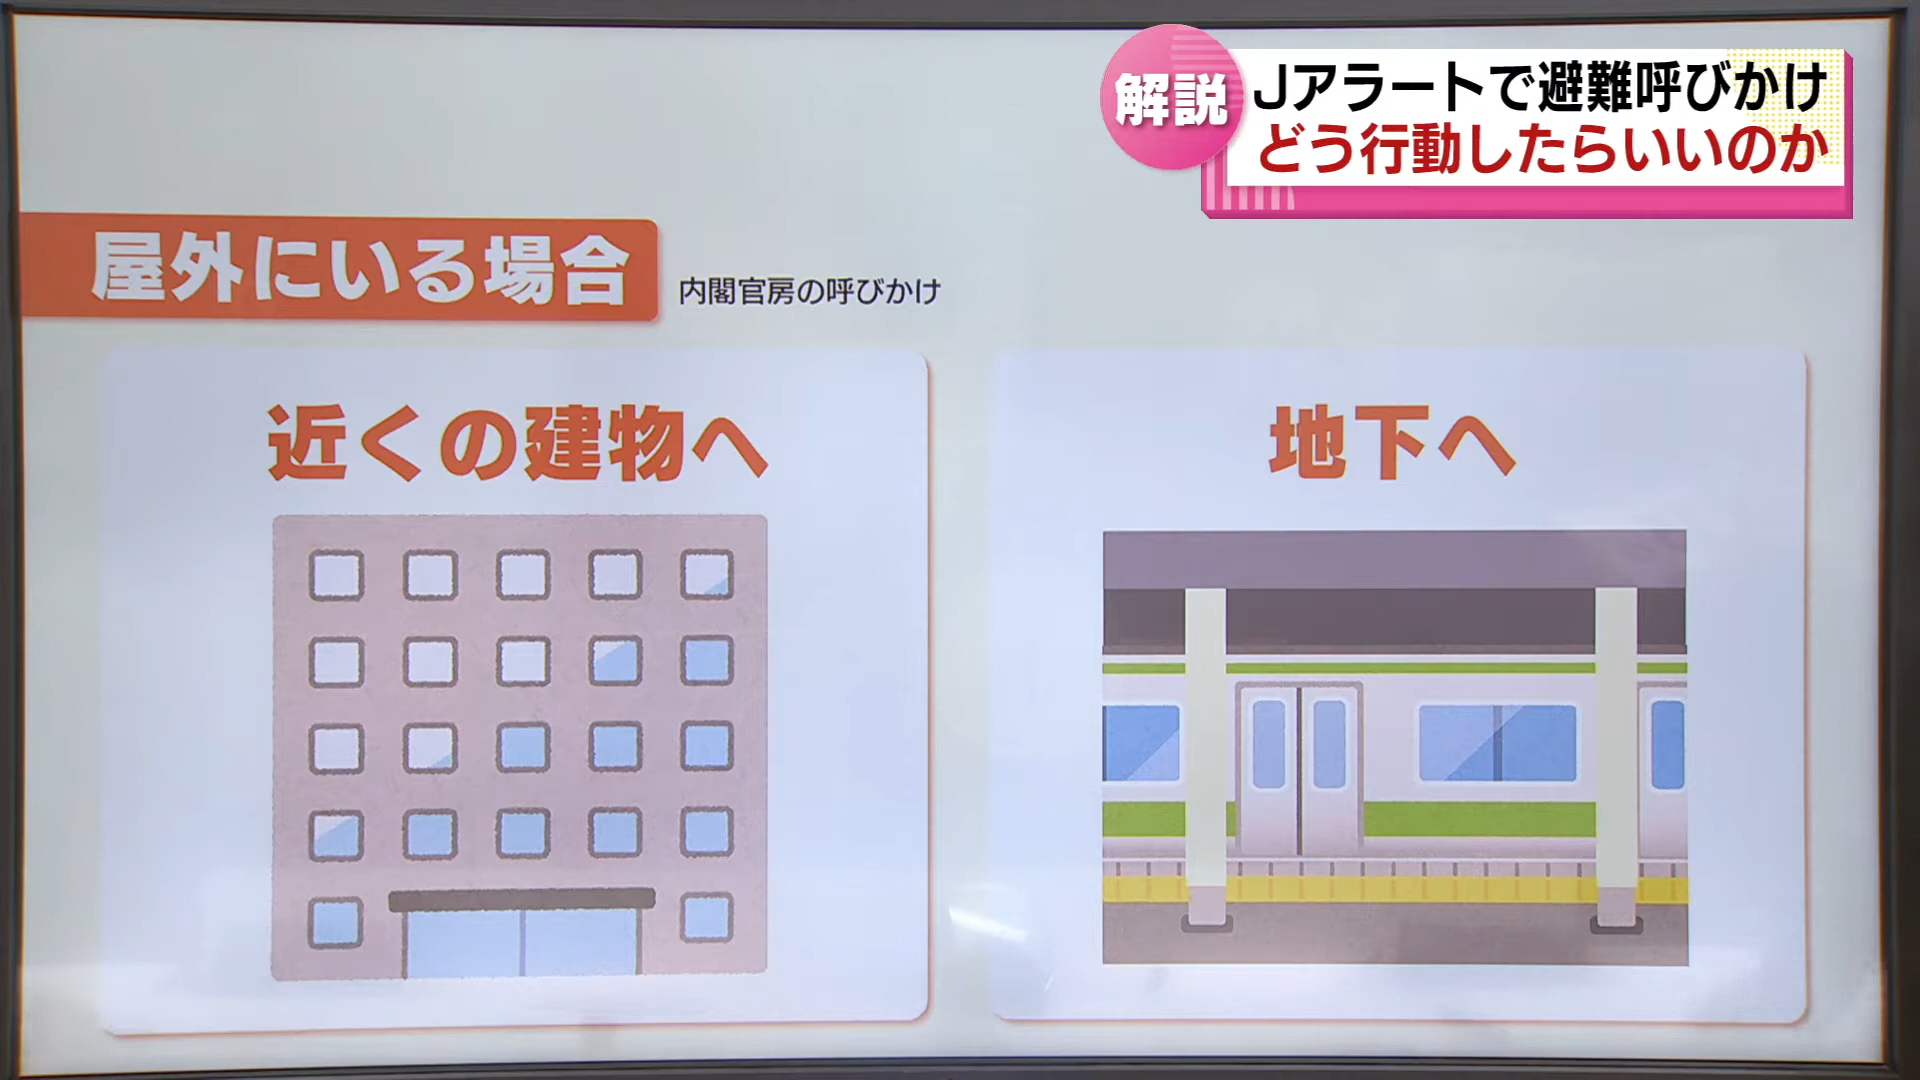 解説
Jアラートで避難呼びかけ
どう行動したらいいのか
屋外にいる場合
内閣官房の呼びかけ
近くの建物へ
地下へ